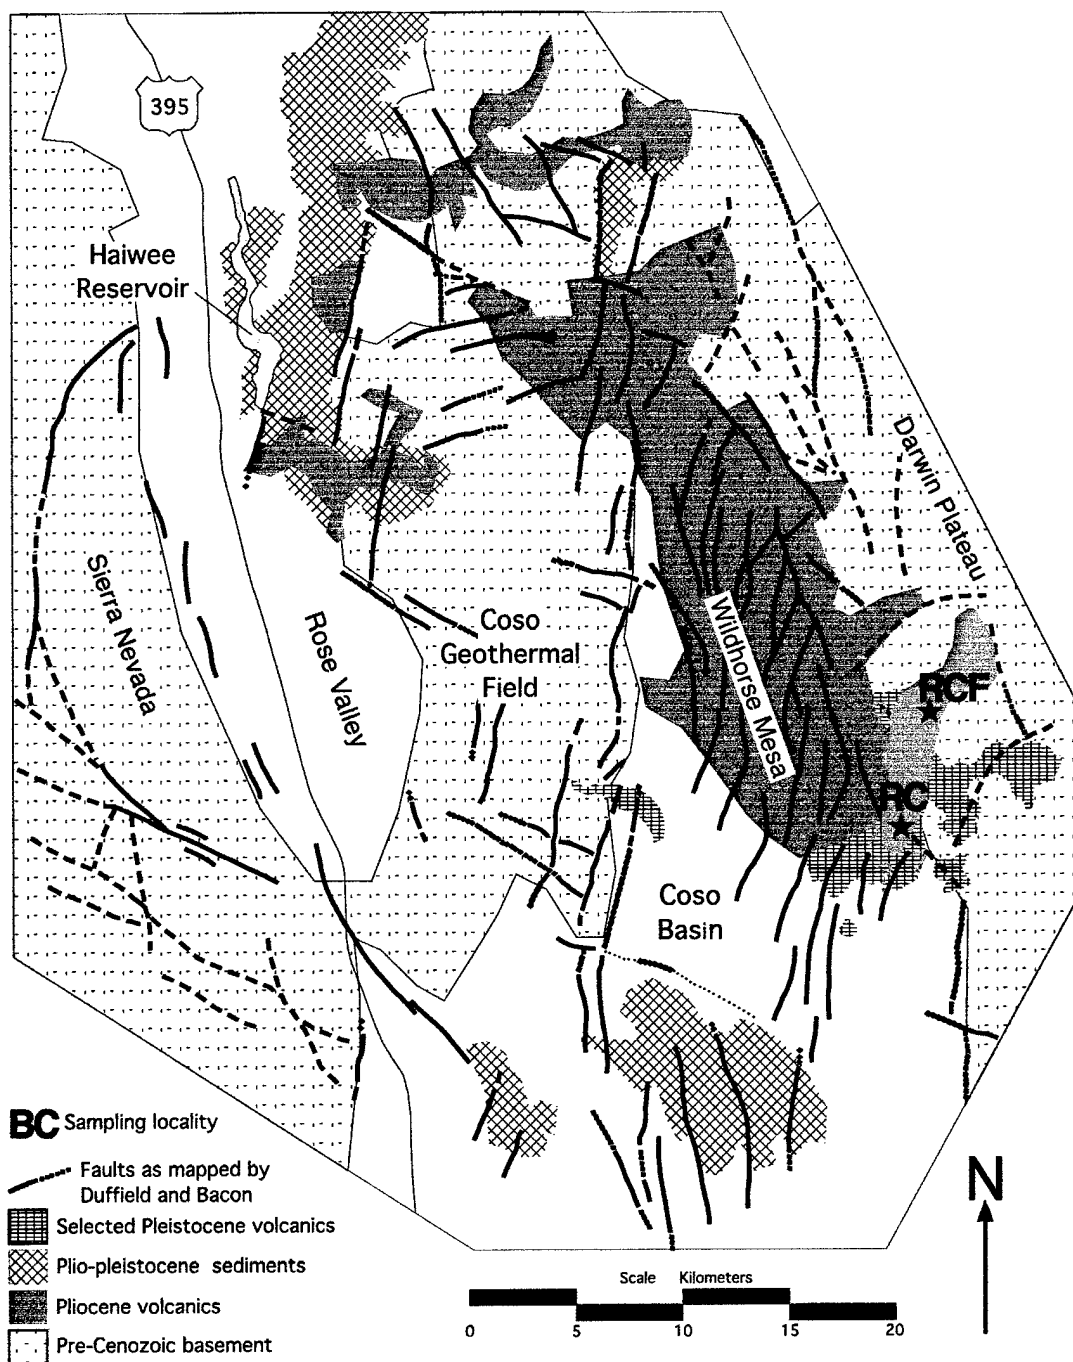 395
Haiwee
Reservoir
Darwin Plateau
Sierra Nevada
Rose Valley
Coso
Geothermal
Field
Wildhorse Mesa
RCF
RC
Coso
Basin
BC Sampling locality
Faults as mapped by
Duffield and Bacon
Selected Pleistocene volcanics
Plio-pleistocene sediments
Pliocene volcanics
Pre-Cenozoic basement
N
Scale Kilometers
0 5 10 15 20